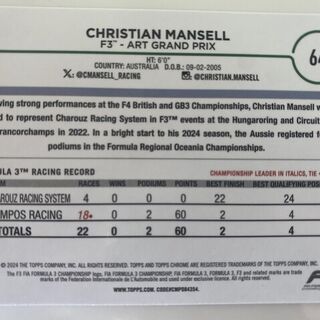 CHRISTIAN MANSELL
F3™ - ART GRAND PRIX
HT: 6'0"
COUNTRY: AUSTRALIA D.O.B.: 09-02-2005
@CMANSELL_RACING @CHRISTIAN.MANSELL
strong performances at the F4 British and GB3 Championships, Christian Mansell
to represent Charouz Racing System in F3™ events at the Hungaroring and
in 2022. In a bright start to his 2024 season, the Aussie registered
podiums in the Formula Regional Oceania Championships.
3™ RACING RECORD CHAMPIONSHIP LEADER IN ITALICS, TIE
RACES WINS PODIUMS POINTS BEST FINISH BEST QUALIFYING
RACING SYSTEM 4 0 0 0 22 24
RACING 18 0 2 60 2 4
TOTALS 22 0 2 60 2 4
© 2024 THE TOPPS COMPANY, INC. ALL RIGHTS RESERVED. TOPPS AND TOPPS CHROME ARE REGISTERED TRADEMARKS OF THE TOPPS COMPANY, INC.
WWW.TOPPS.COM. CODE#CMP084254.